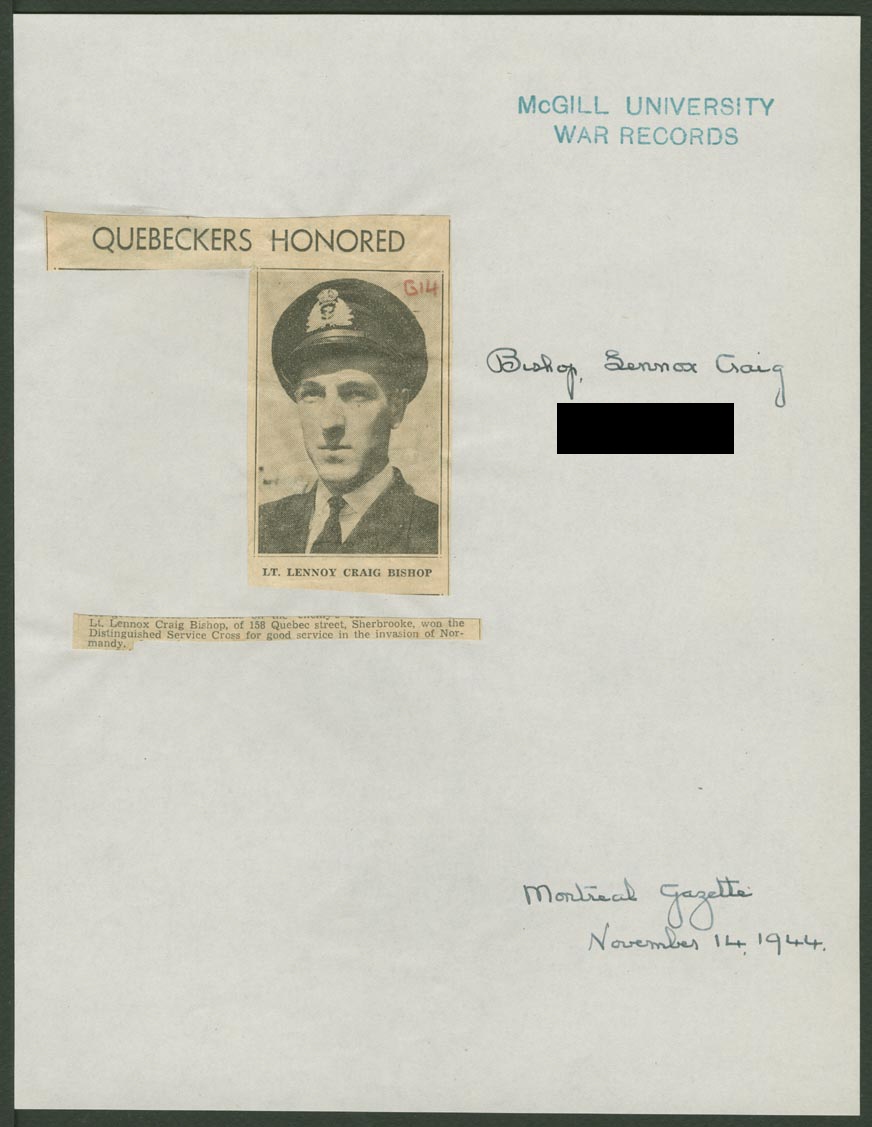 McGILL UNIVERSITY
WAR RECORDS
QUEBECKERS HONORED
B14
Bishop, Lennox Craig
LT. LENNOY CRAIG BISHOP
Lt. Lennox Craig Bishop, of 158 Quebec street, Sherbrooke, won the
Distinguished Service Cross for good service in the invasion of Nor-
mandy.
Montreal Gazette
November 14, 1944.